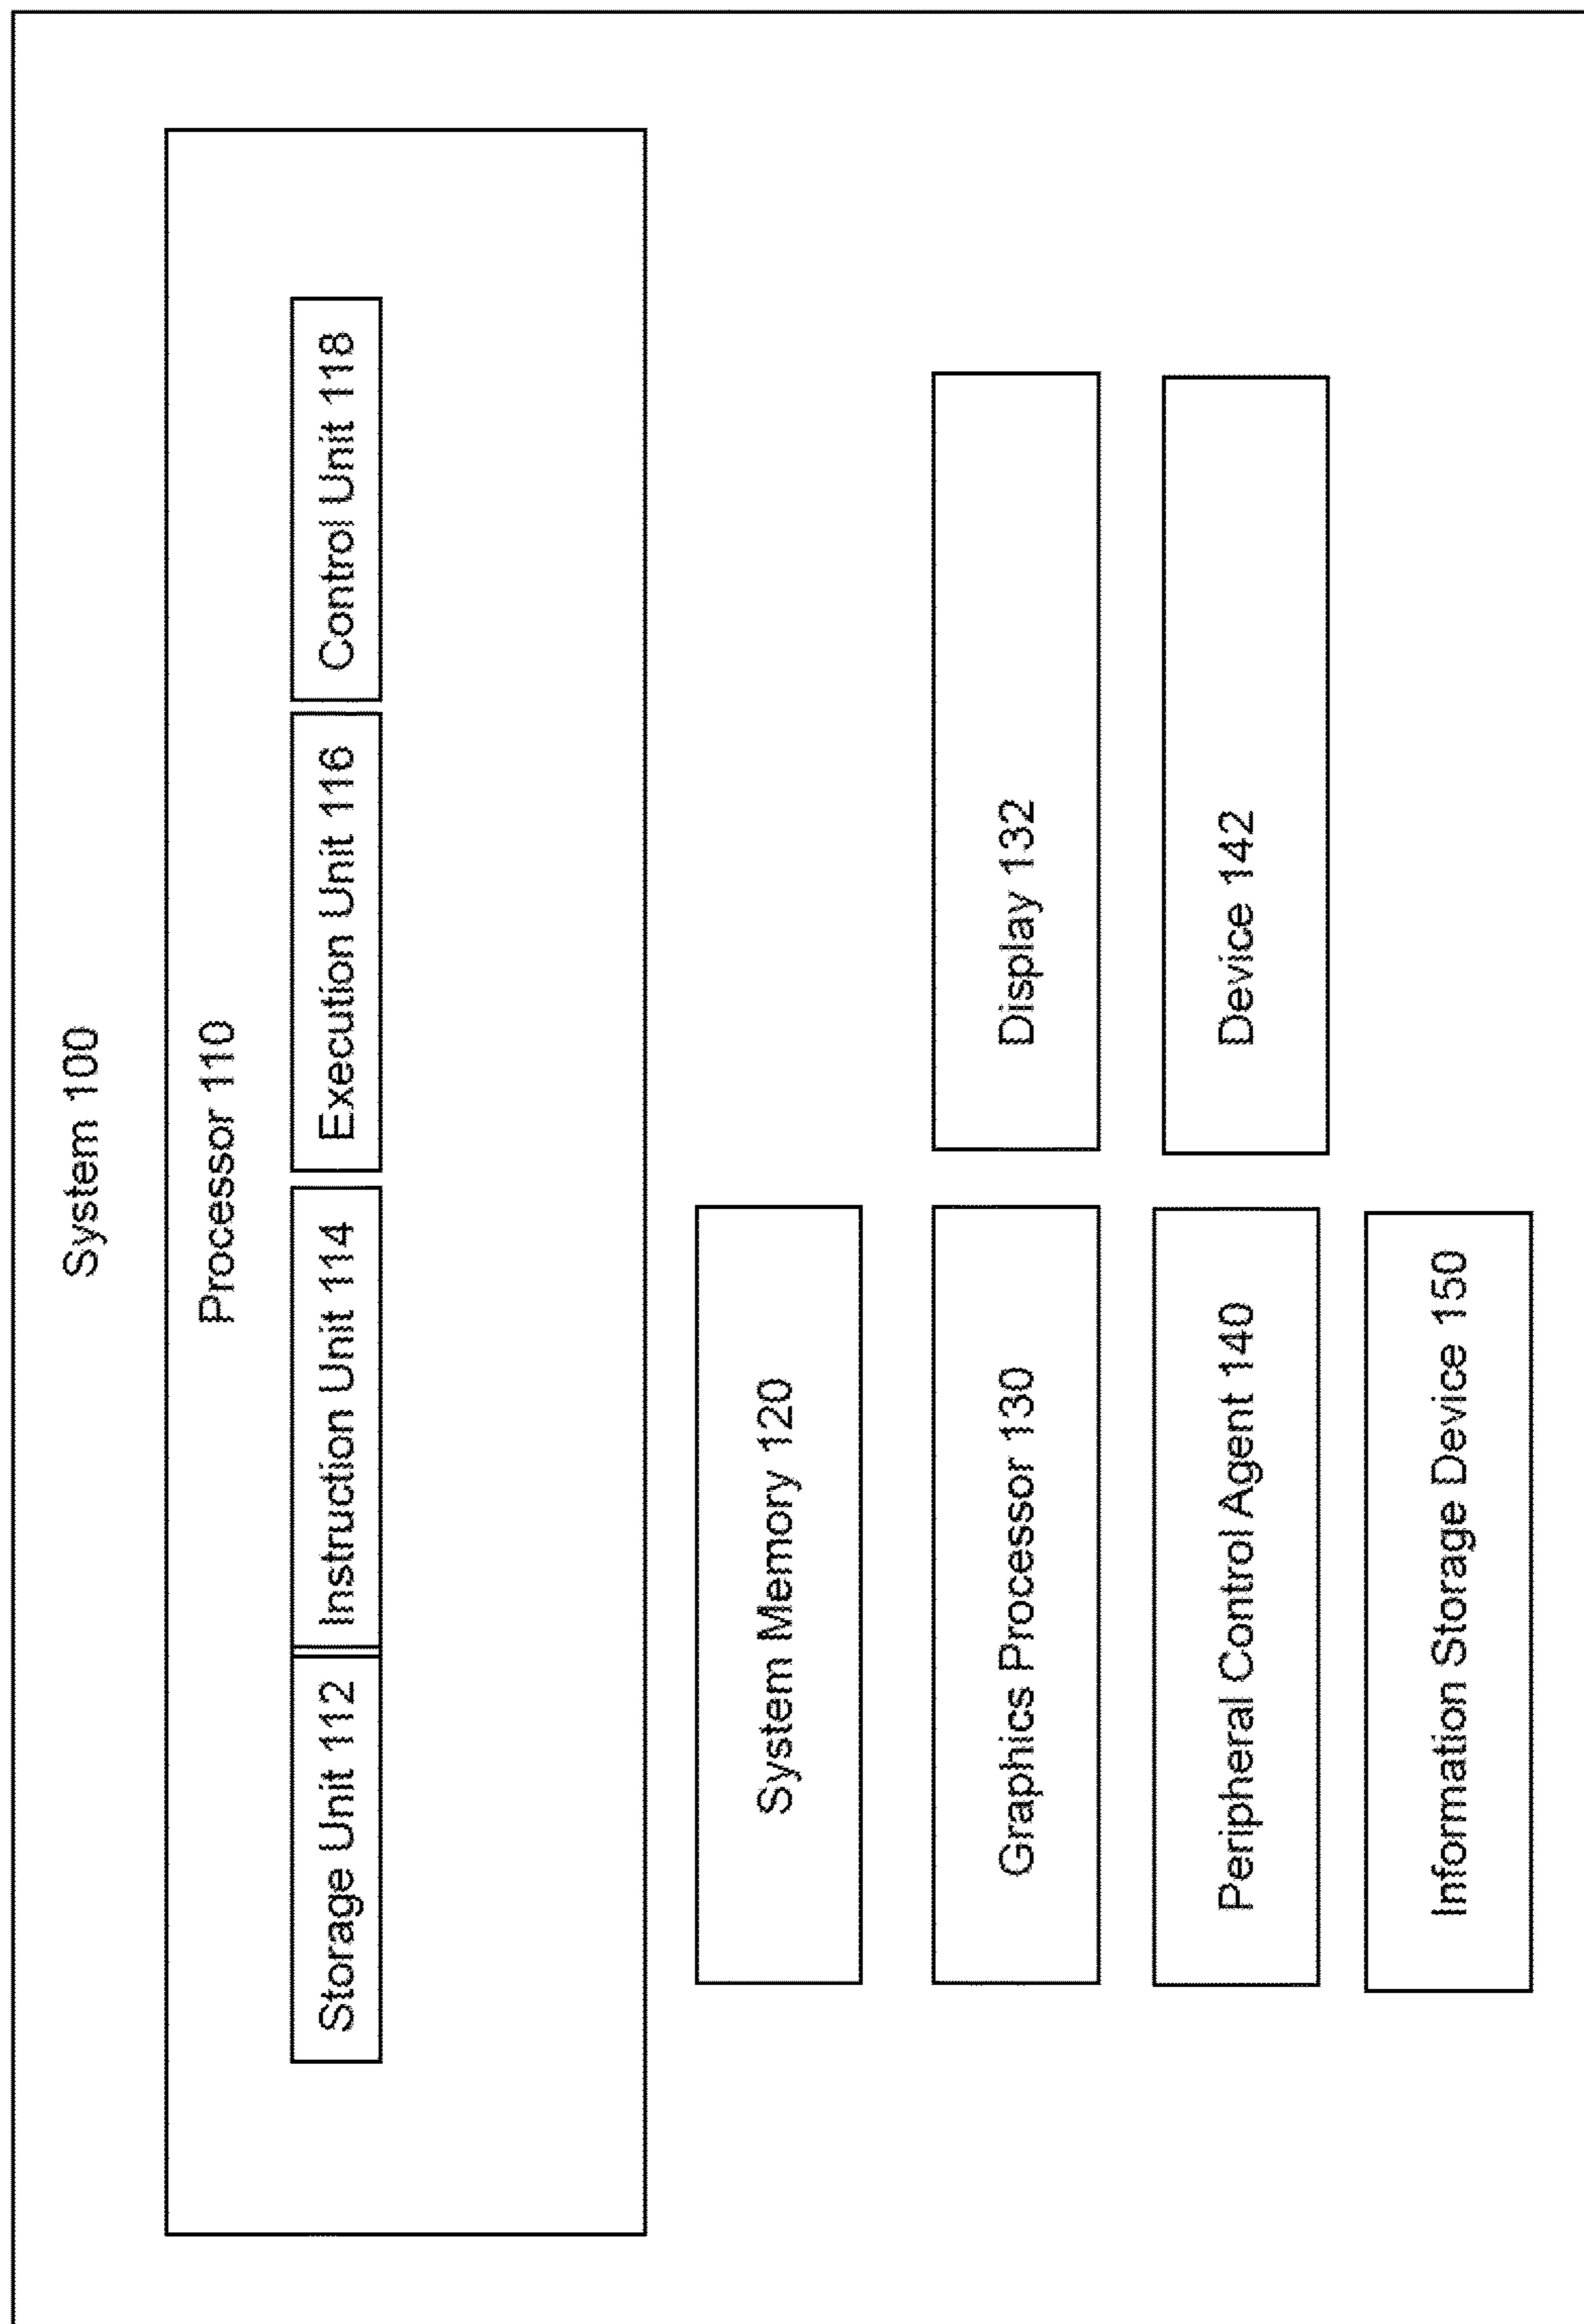 System 100
Processor 110
Storage Unit 112
Instruction Unit 114
Execution Unit 116
Control Unit 118
System Memory 120
Graphics Processor 130
Display 132
Peripheral Control Agent 140
Device 142
Information Storage Device 150